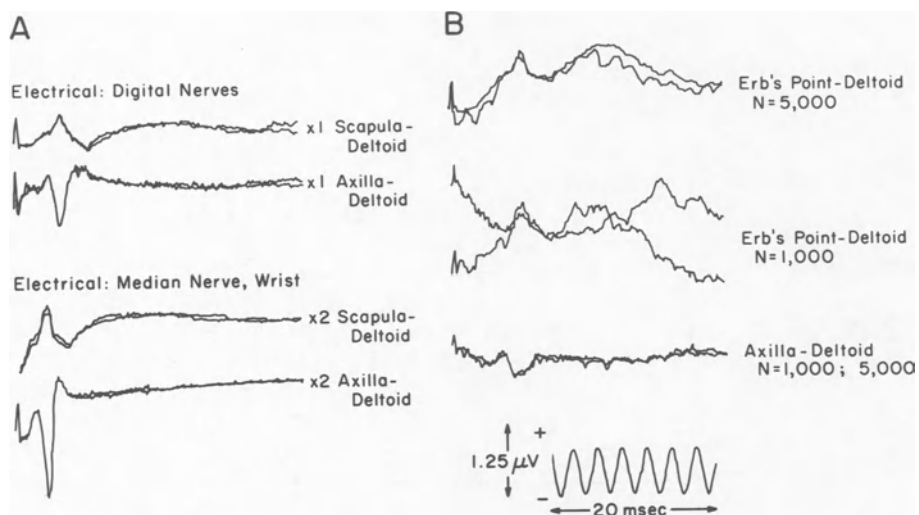 A
Electrical: Digital Nerves
x1 Scapula-
Deltoid
x1 Axilla-
Deltoid
Electrical: Median Nerve, Wrist
x2 Scapula-
Deltoid
x2 Axilla-
Deltoid
B
Erb's Point-Deltoid
N=5,000
Erb's Point-Deltoid
N=1,000
Axilla-Deltoid
N=1,000; 5,000
+
1.25 μV
-
20 msec